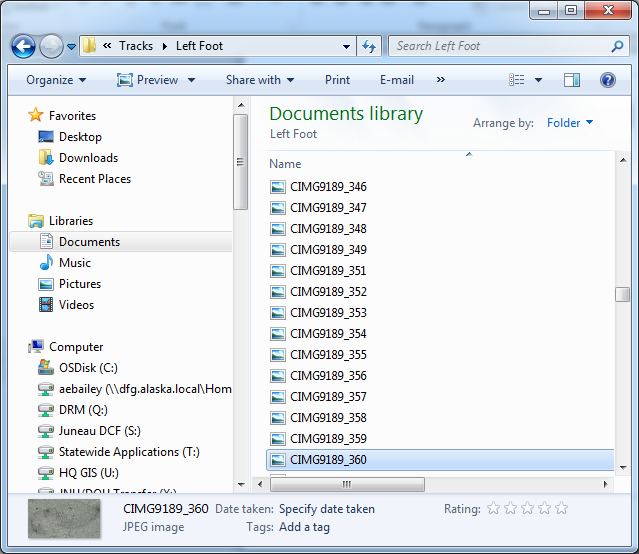 « Tracks ▸ Left Foot
Search Left Foot
Organize Preview Share with Print E-mail »
Favorites
Desktop
Downloads
Recent Places
Libraries
Documents
Music
Pictures
Videos
Computer
OSDisk (C:)
aebailey (\\dfg.alaska.local\Hom
DRM (Q:)
Juneau DCF (S:)
Statewide Applications (T:)
HQ GIS (U:)
Documents library
Left Foot
Arrange by: Folder
Name
CIMG9189_346
CIMG9189_347
CIMG9189_348
CIMG9189_349
CIMG9189_351
CIMG9189_352
CIMG9189_353
CIMG9189_354
CIMG9189_355
CIMG9189_356
CIMG9189_357
CIMG9189_358
CIMG9189_359
CIMG9189_360
CIMG9189_360 Date taken: Specify date taken Rating:
JPEG image Tags: Add a tag